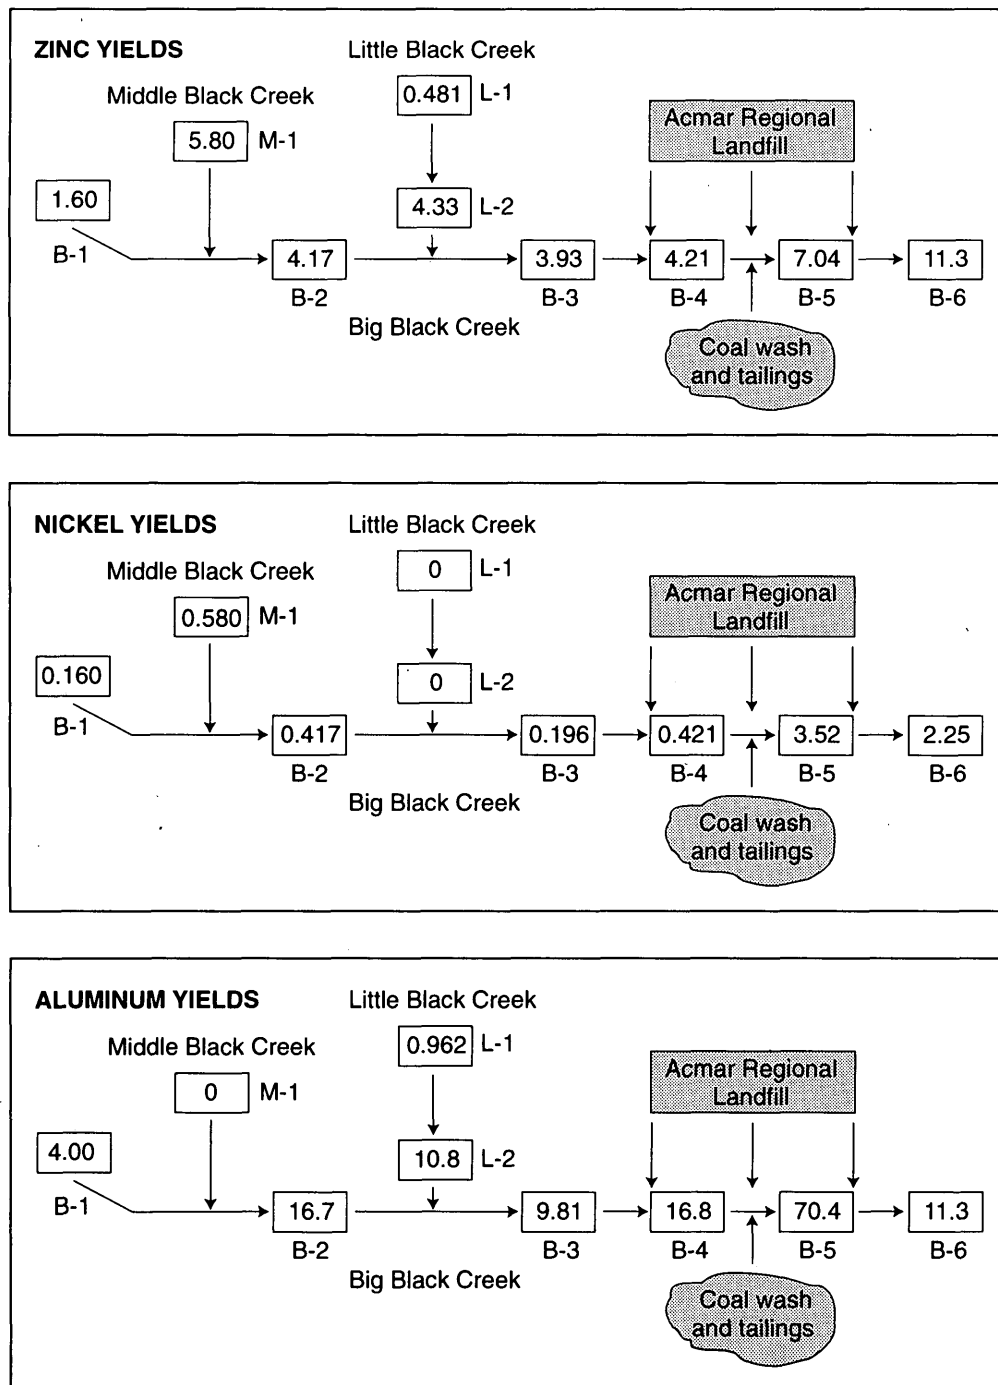 ZINC YIELDS
Little Black Creek
Middle Black Creek
0.481 L-1
Acmar Regional
Landfill
5.80 M-1
1.60
4.33 L-2
B-1
4.17
3.93
4.21
7.04
11.3
B-2
B-3
B-4
B-5
B-6
Big Black Creek
Coal wash
and tailings
NICKEL YIELDS
Little Black Creek
Middle Black Creek
0 L-1
Acmar Regional
Landfill
0.580 M-1
0.160
0 L-2
B-1
0.417
0.196
0.421
3.52
2.25
B-2
B-3
B-4
B-5
B-6
Big Black Creek
Coal wash
and tailings
ALUMINUM YIELDS
Little Black Creek
Middle Black Creek
0.962 L-1
Acmar Regional
Landfill
0 M-1
4.00
10.8 L-2
B-1
16.7
9.81
16.8
70.4
11.3
B-2
B-3
B-4
B-5
B-6
Big Black Creek
Coal wash
and tailings